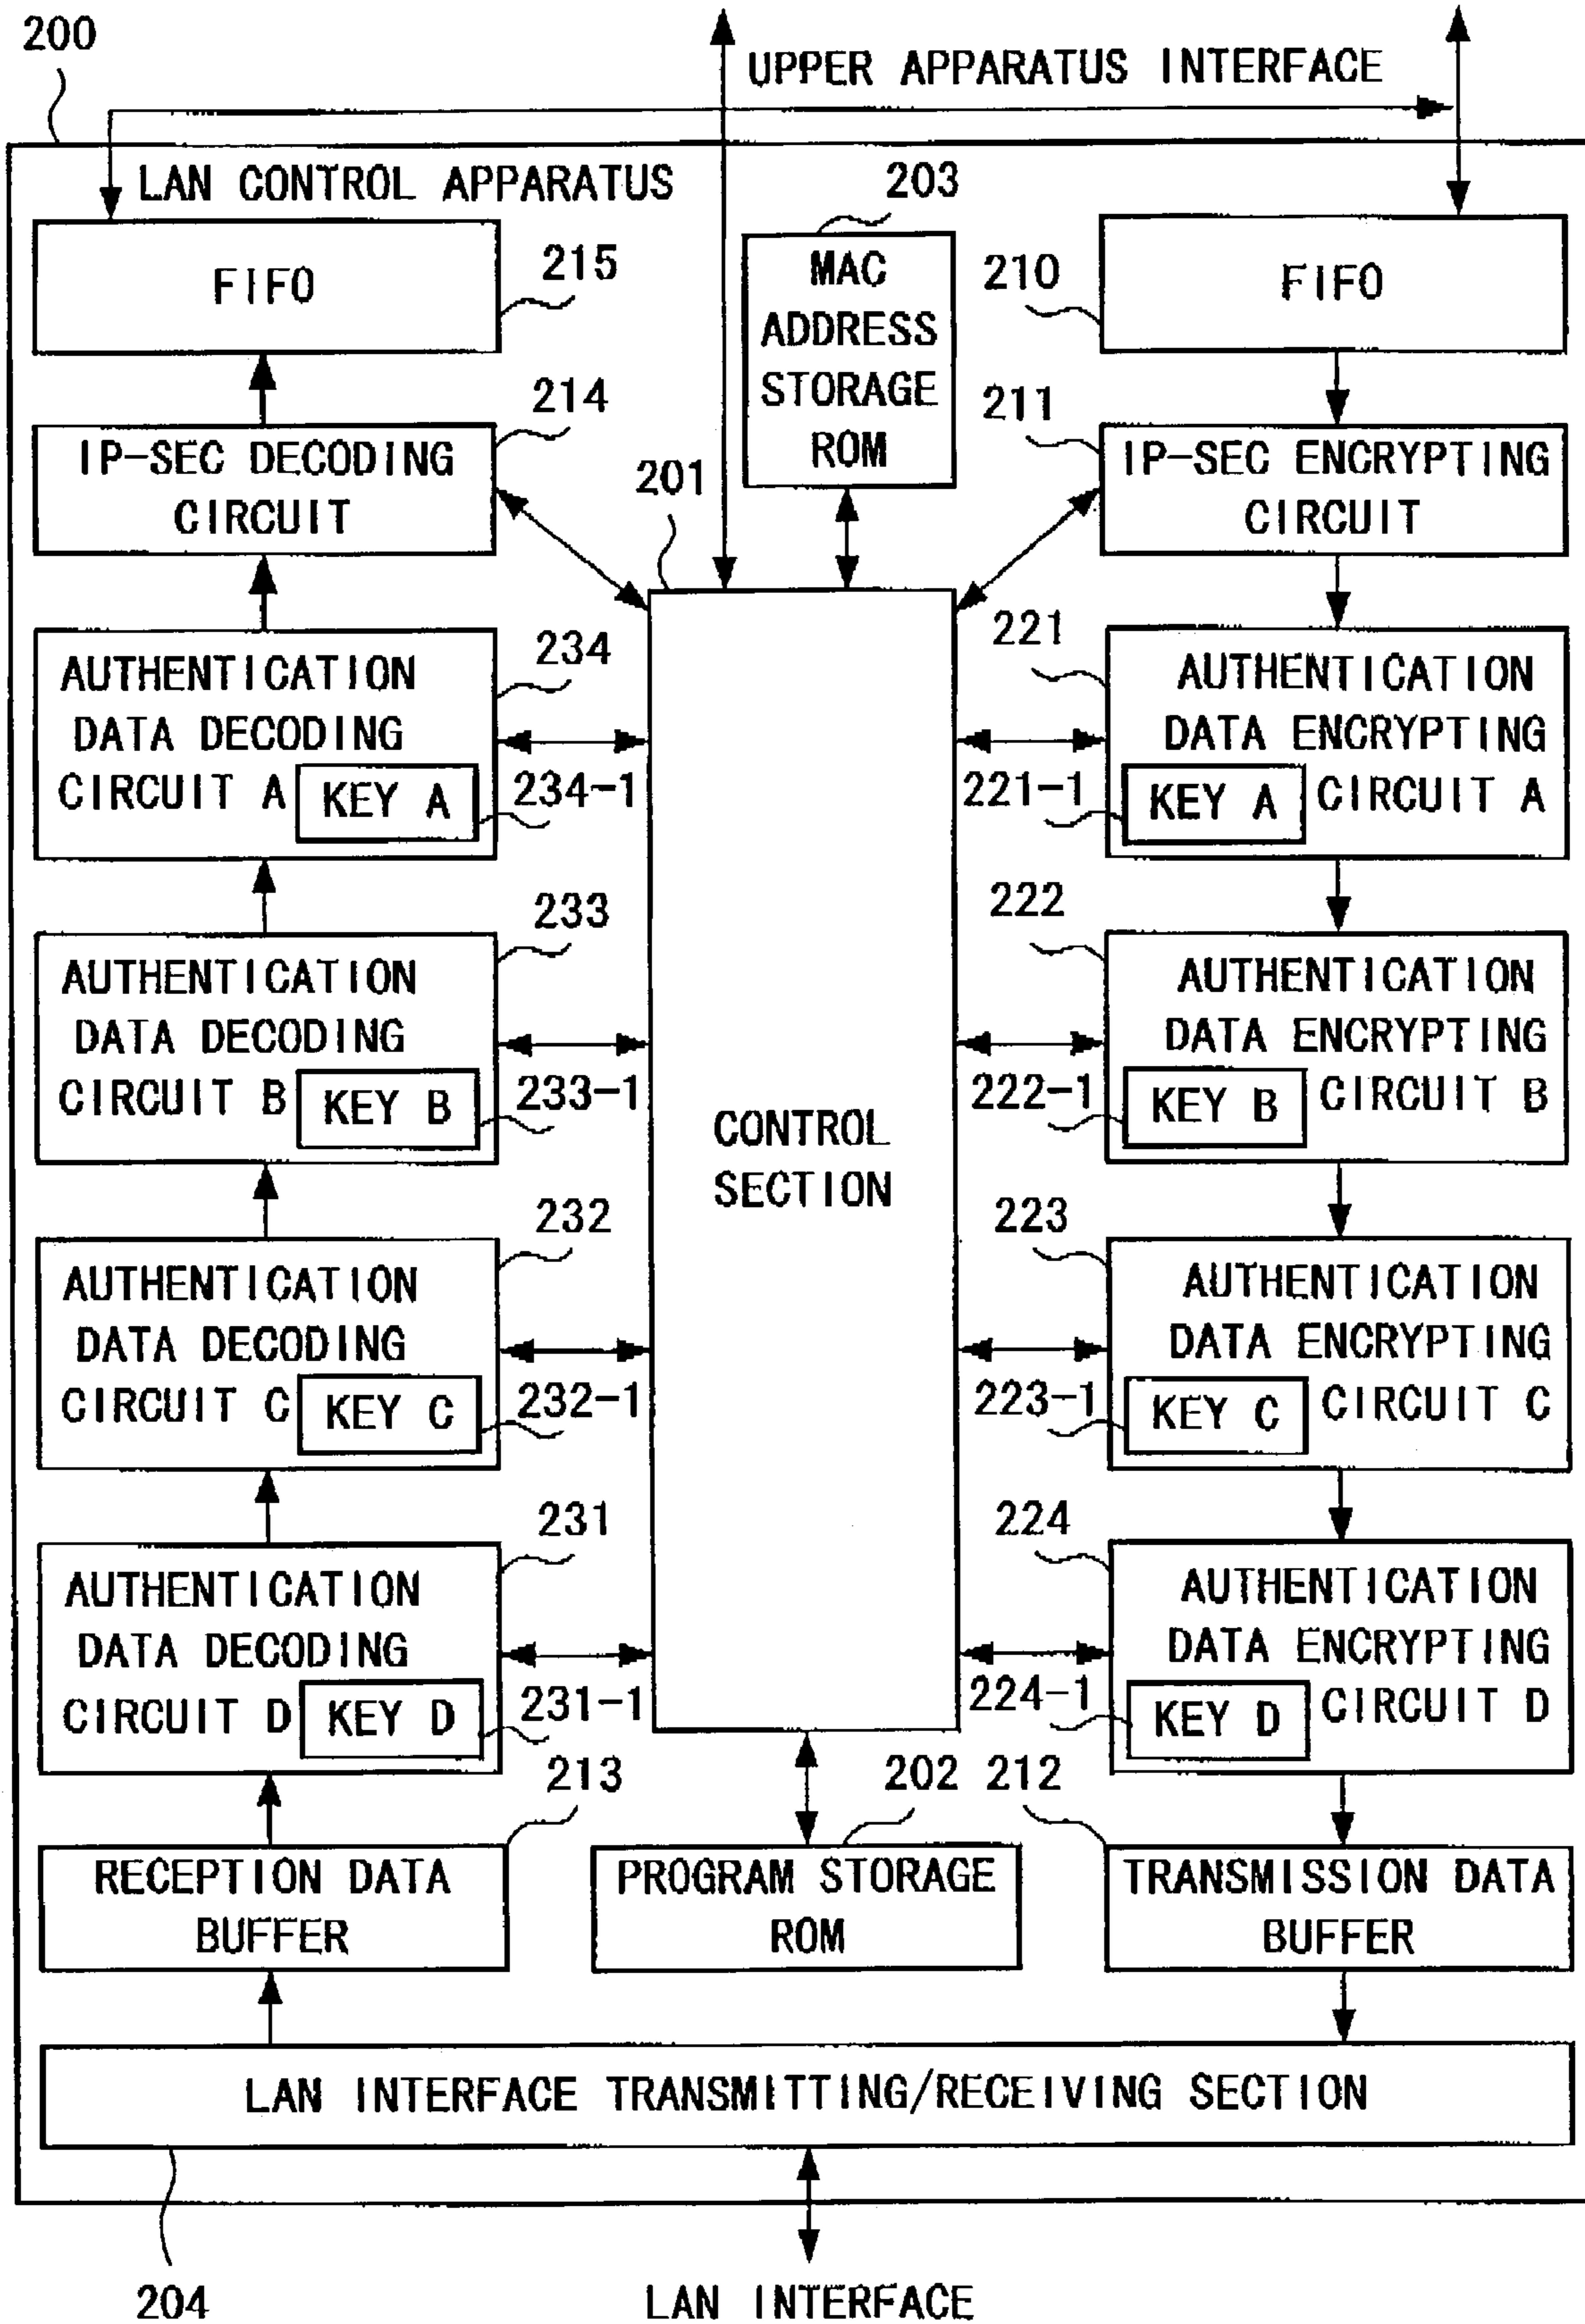 200
UPPER APPARATUS INTERFACE
LAN CONTROL APPARATUS
203
FIFO
215
MAC
ADDRESS
STORAGE
ROM
210
FIFO
214
IP-SEC DECODING
CIRCUIT
201
211
IP-SEC ENCRYPTING
CIRCUIT
234
AUTHENTICATION
DATA DECODING
CIRCUIT A
KEY A
234-1
221
AUTHENTICATION
DATA ENCRYPTING
CIRCUIT A
221-1
KEY A
233
AUTHENTICATION
DATA DECODING
CIRCUIT B
KEY B
233-1
222
AUTHENTICATION
DATA ENCRYPTING
CIRCUIT B
222-1
KEY B
CONTROL
SECTION
232
AUTHENTICATION
DATA DECODING
CIRCUIT C
KEY C
232-1
223
AUTHENTICATION
DATA ENCRYPTING
CIRCUIT C
223-1
KEY C
231
AUTHENTICATION
DATA DECODING
CIRCUIT D
KEY D
231-1
224
AUTHENTICATION
DATA ENCRYPTING
CIRCUIT D
224-1
KEY D
213
RECEPTION DATA
BUFFER
202
PROGRAM STORAGE
ROM
212
TRANSMISSION DATA
BUFFER
LAN INTERFACE TRANSMITTING/RECEIVING SECTION
204
LAN INTERFACE